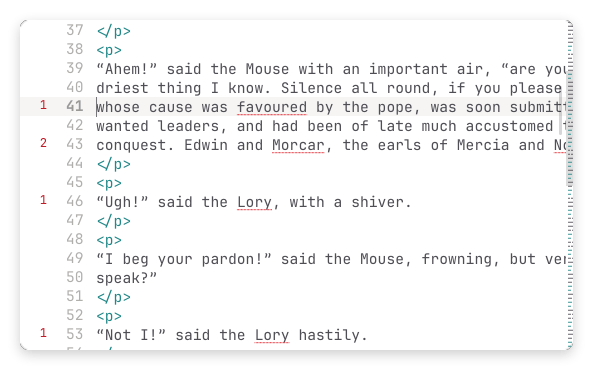 37 </p>
38 <p>
39 “Ahem!” said the Mouse with an important air, “are you
40 driest thing I know. Silence all round, if you please
1 41 whose cause was favoured by the pope, was soon
42 wanted leaders, and had been of late much accustomed
2 43 conquest. Edwin and Morcar, the earls of Mercia and
44 </p>
45 <p>
1 46 “Ugh!” said the Lory, with a shiver.
47 </p>
48 <p>
49 “I beg your pardon!” said the Mouse, frowning, but
50 speak?”
51 </p>
52 <p>
1 53 “Not I!” said the Lory hastily.